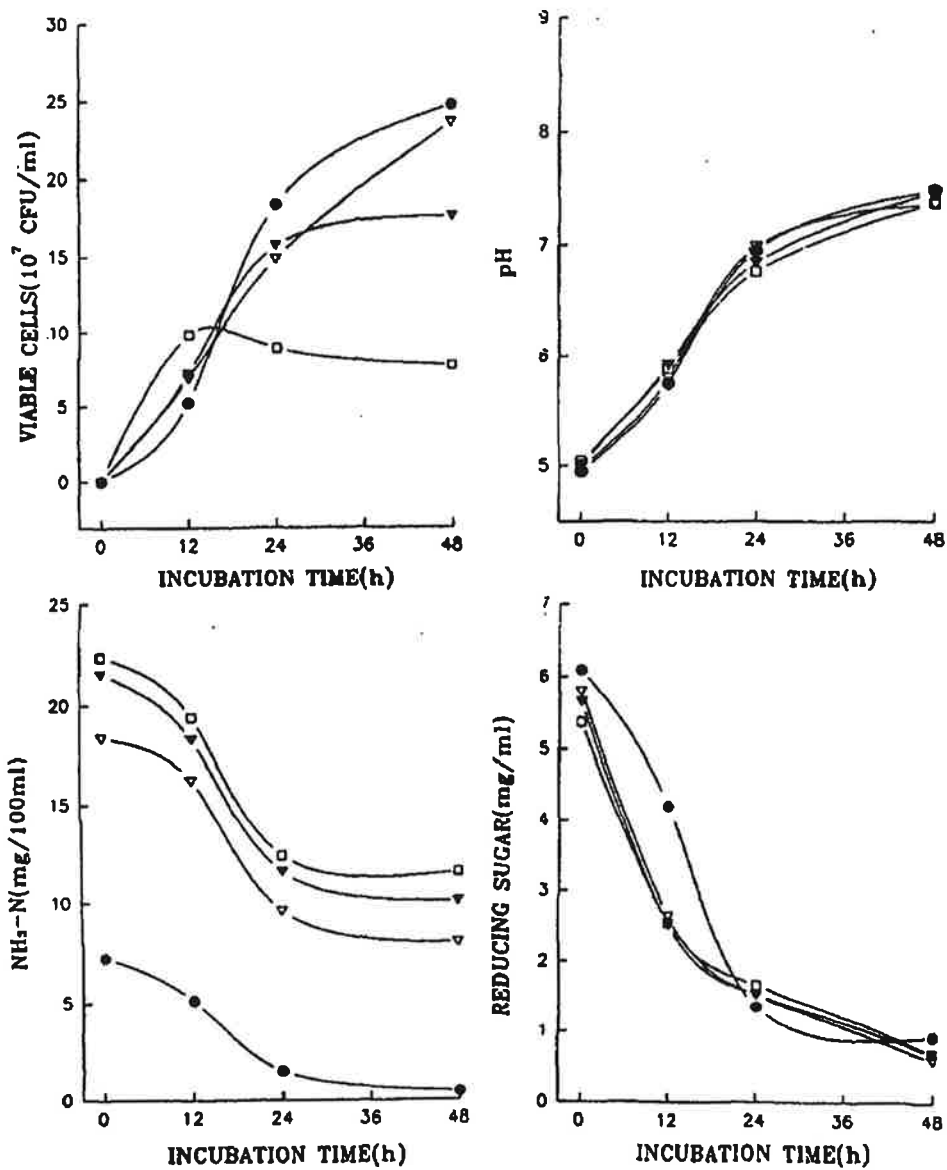 30
25
20
15
10
5
0
VIABLE CELLS(10⁷ CFU/ml)
0 12 24 36 48
INCUBATION TIME(h)
9
8
7
6
5
pH
0 12 24 36 48
INCUBATION TIME(h)
25
20
15
10
5
0
NH₃-N(mg/100ml)
0 12 24 36 48
INCUBATION TIME(h)
7
6
5
4
3
2
1
0
REDUCING SUGAR(mg/ml)
0 12 24 36 48
INCUBATION TIME(h)